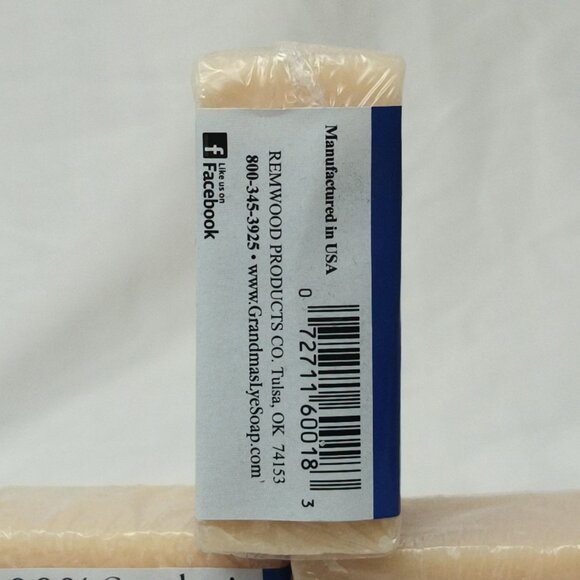 Manufactured in USA
0 72711 60018 3
REMWOOD PRODUCTS CO. Tulsa, OK 74153
800-345-3925 • www.GrandmasLyeSoap.com
f Like us on
Facebook